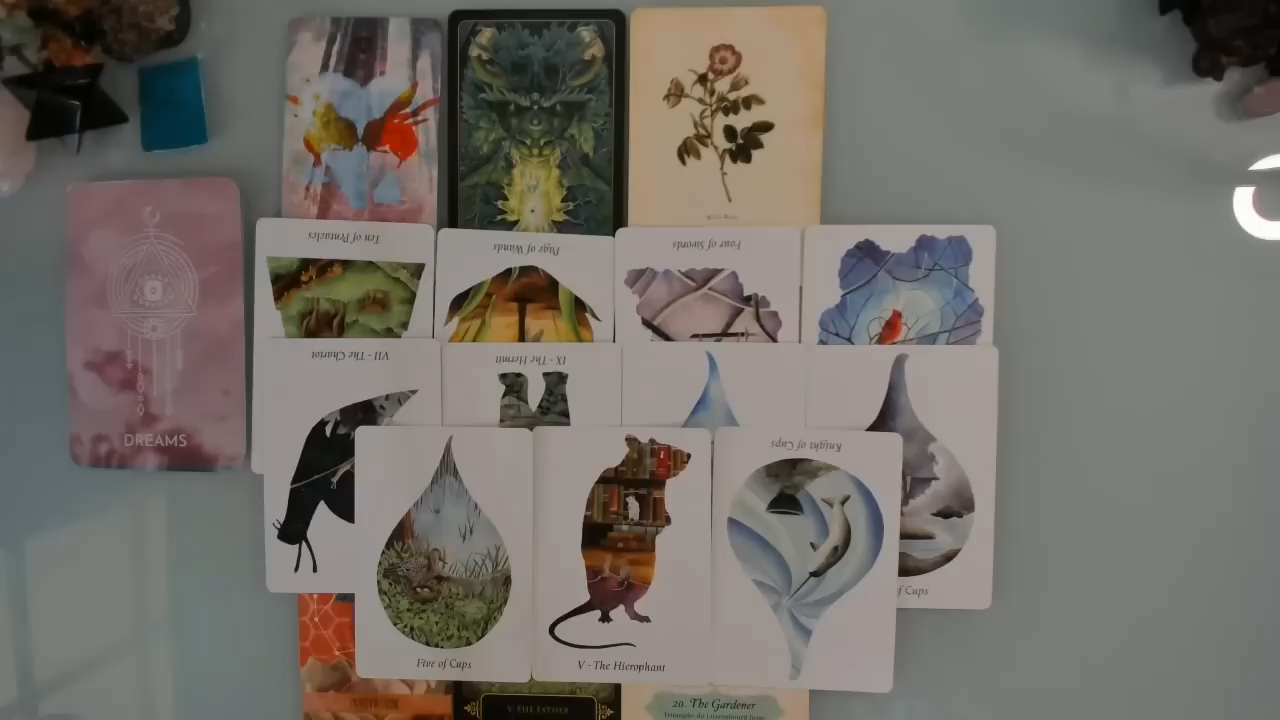 Ten of Pentacles
Page of Wands
Four of Swords
VII - The Chariot
IX - The Hermit
DREAMS
Knight of Cups
of Cups
Five of Cups
V - The Hierophant
V THE FATHER
20. The Gardener